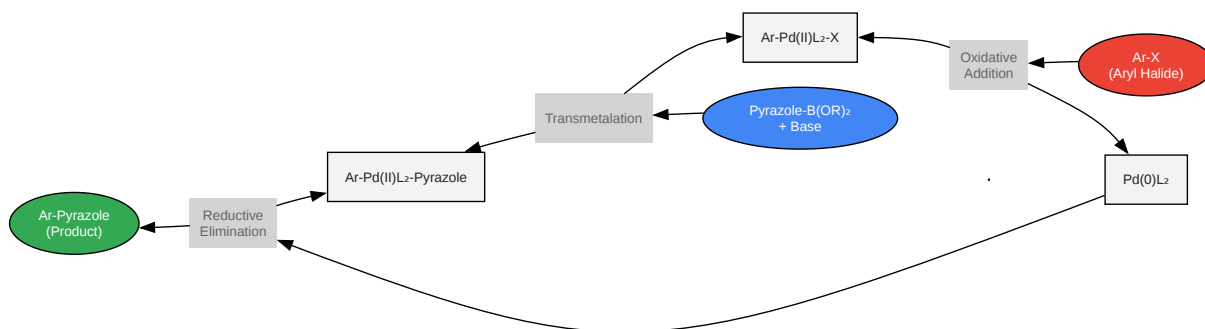 Ar-Pd(II)L₂-X
Oxidative
Addition
Ar-X
(Aryl Halide)
Transmetalation
Pyrazole-B(OR)₂
+ Base
Ar-Pd(II)L₂-Pyrazole
Pd(0)L₂
Ar-Pyrazole
(Product)
Reductive
Elimination